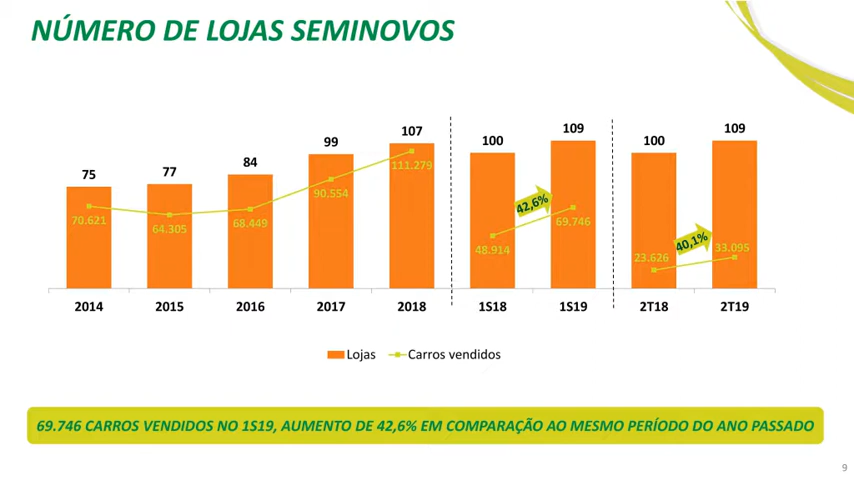 NÚMERO DE LOJAS SEMINOVOS
75 77 84 99 107 100 109 100 109
70.621 64.305 68.449 90.554 111.279 48.914 69.746 23.626 33.095
42,6% 40,1%
2014 2015 2016 2017 2018 1S18 1S19 2T18 2T19
Lojas Carros vendidos
69.746 CARROS VENDIDOS NO 1S19, AUMENTO DE 42,6% EM COMPARAÇÃO AO MESMO PERÍODO DO ANO PASSADO
9